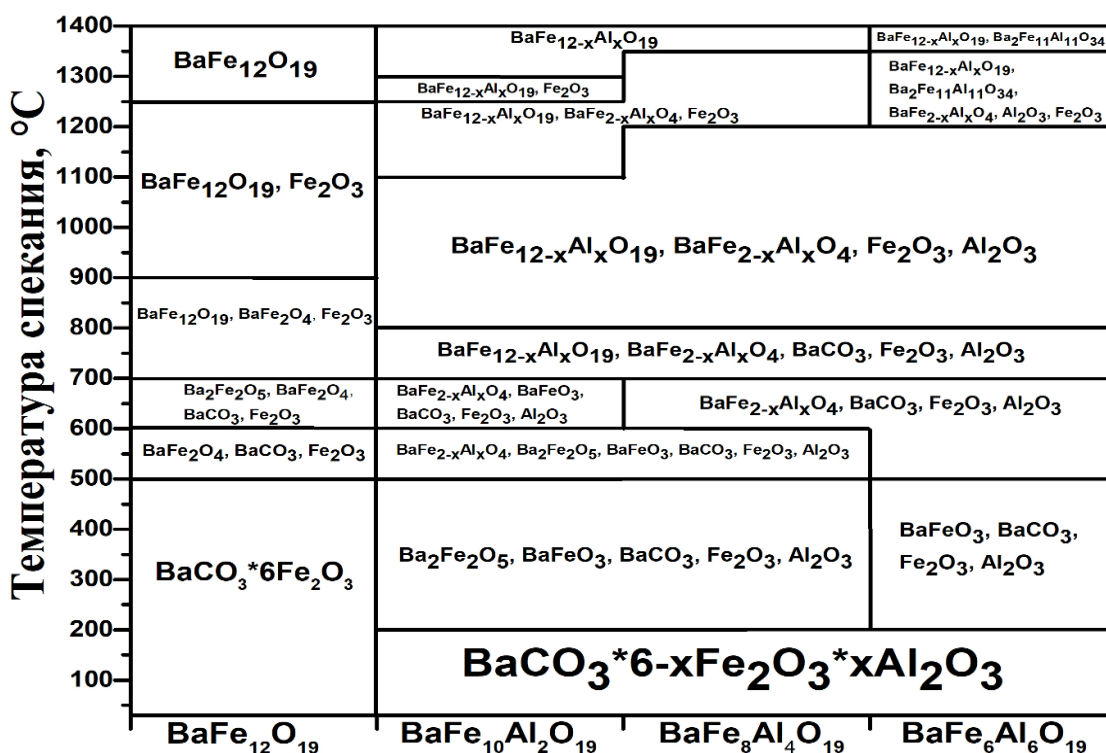 Температура спекания, °C
1400
1300
1200
1100
1000
900
800
700
600
500
400
300
200
100
BaFe12O19
BaFe12-xAlxO19
BaFe12-xAlxO19, Ba2Fe11Al11O34
BaFe12-xAlxO19,
Ba2Fe11Al11O34,
BaFe2-xAlxO4, Al2O3, Fe2O3
BaFe12-xAlxO19, Fe2O3
BaFe12-xAlxO19, BaFe2-xAlxO4, Fe2O3
BaFe12O19, Fe2O3
BaFe12-xAlxO19, BaFe2-xAlxO4, Fe2O3, Al2O3
BaFe12O19, BaFe2O4, Fe2O3
BaFe12-xAlxO19, BaFe2-xAlxO4, BaCO3, Fe2O3, Al2O3
Ba2Fe2O5, BaFe2O4,
BaCO3, Fe2O3
BaFe2-xAlxO4, BaFeO3,
BaCO3, Fe2O3, Al2O3
BaFe2-xAlxO4, BaCO3, Fe2O3, Al2O3
BaFe2O4, BaCO3, Fe2O3
BaFe2-xAlxO4, Ba2Fe2O5, BaFeO3, BaCO3, Fe2O3, Al2O3
BaCO3*6Fe2O3
Ba2Fe2O5, BaFeO3, BaCO3, Fe2O3, Al2O3
BaFeO3, BaCO3,
Fe2O3, Al2O3
BaCO3*6-xFe2O3*xAl2O3
BaFe12O19
BaFe10Al2O19
BaFe8Al4O19
BaFe6Al6O19